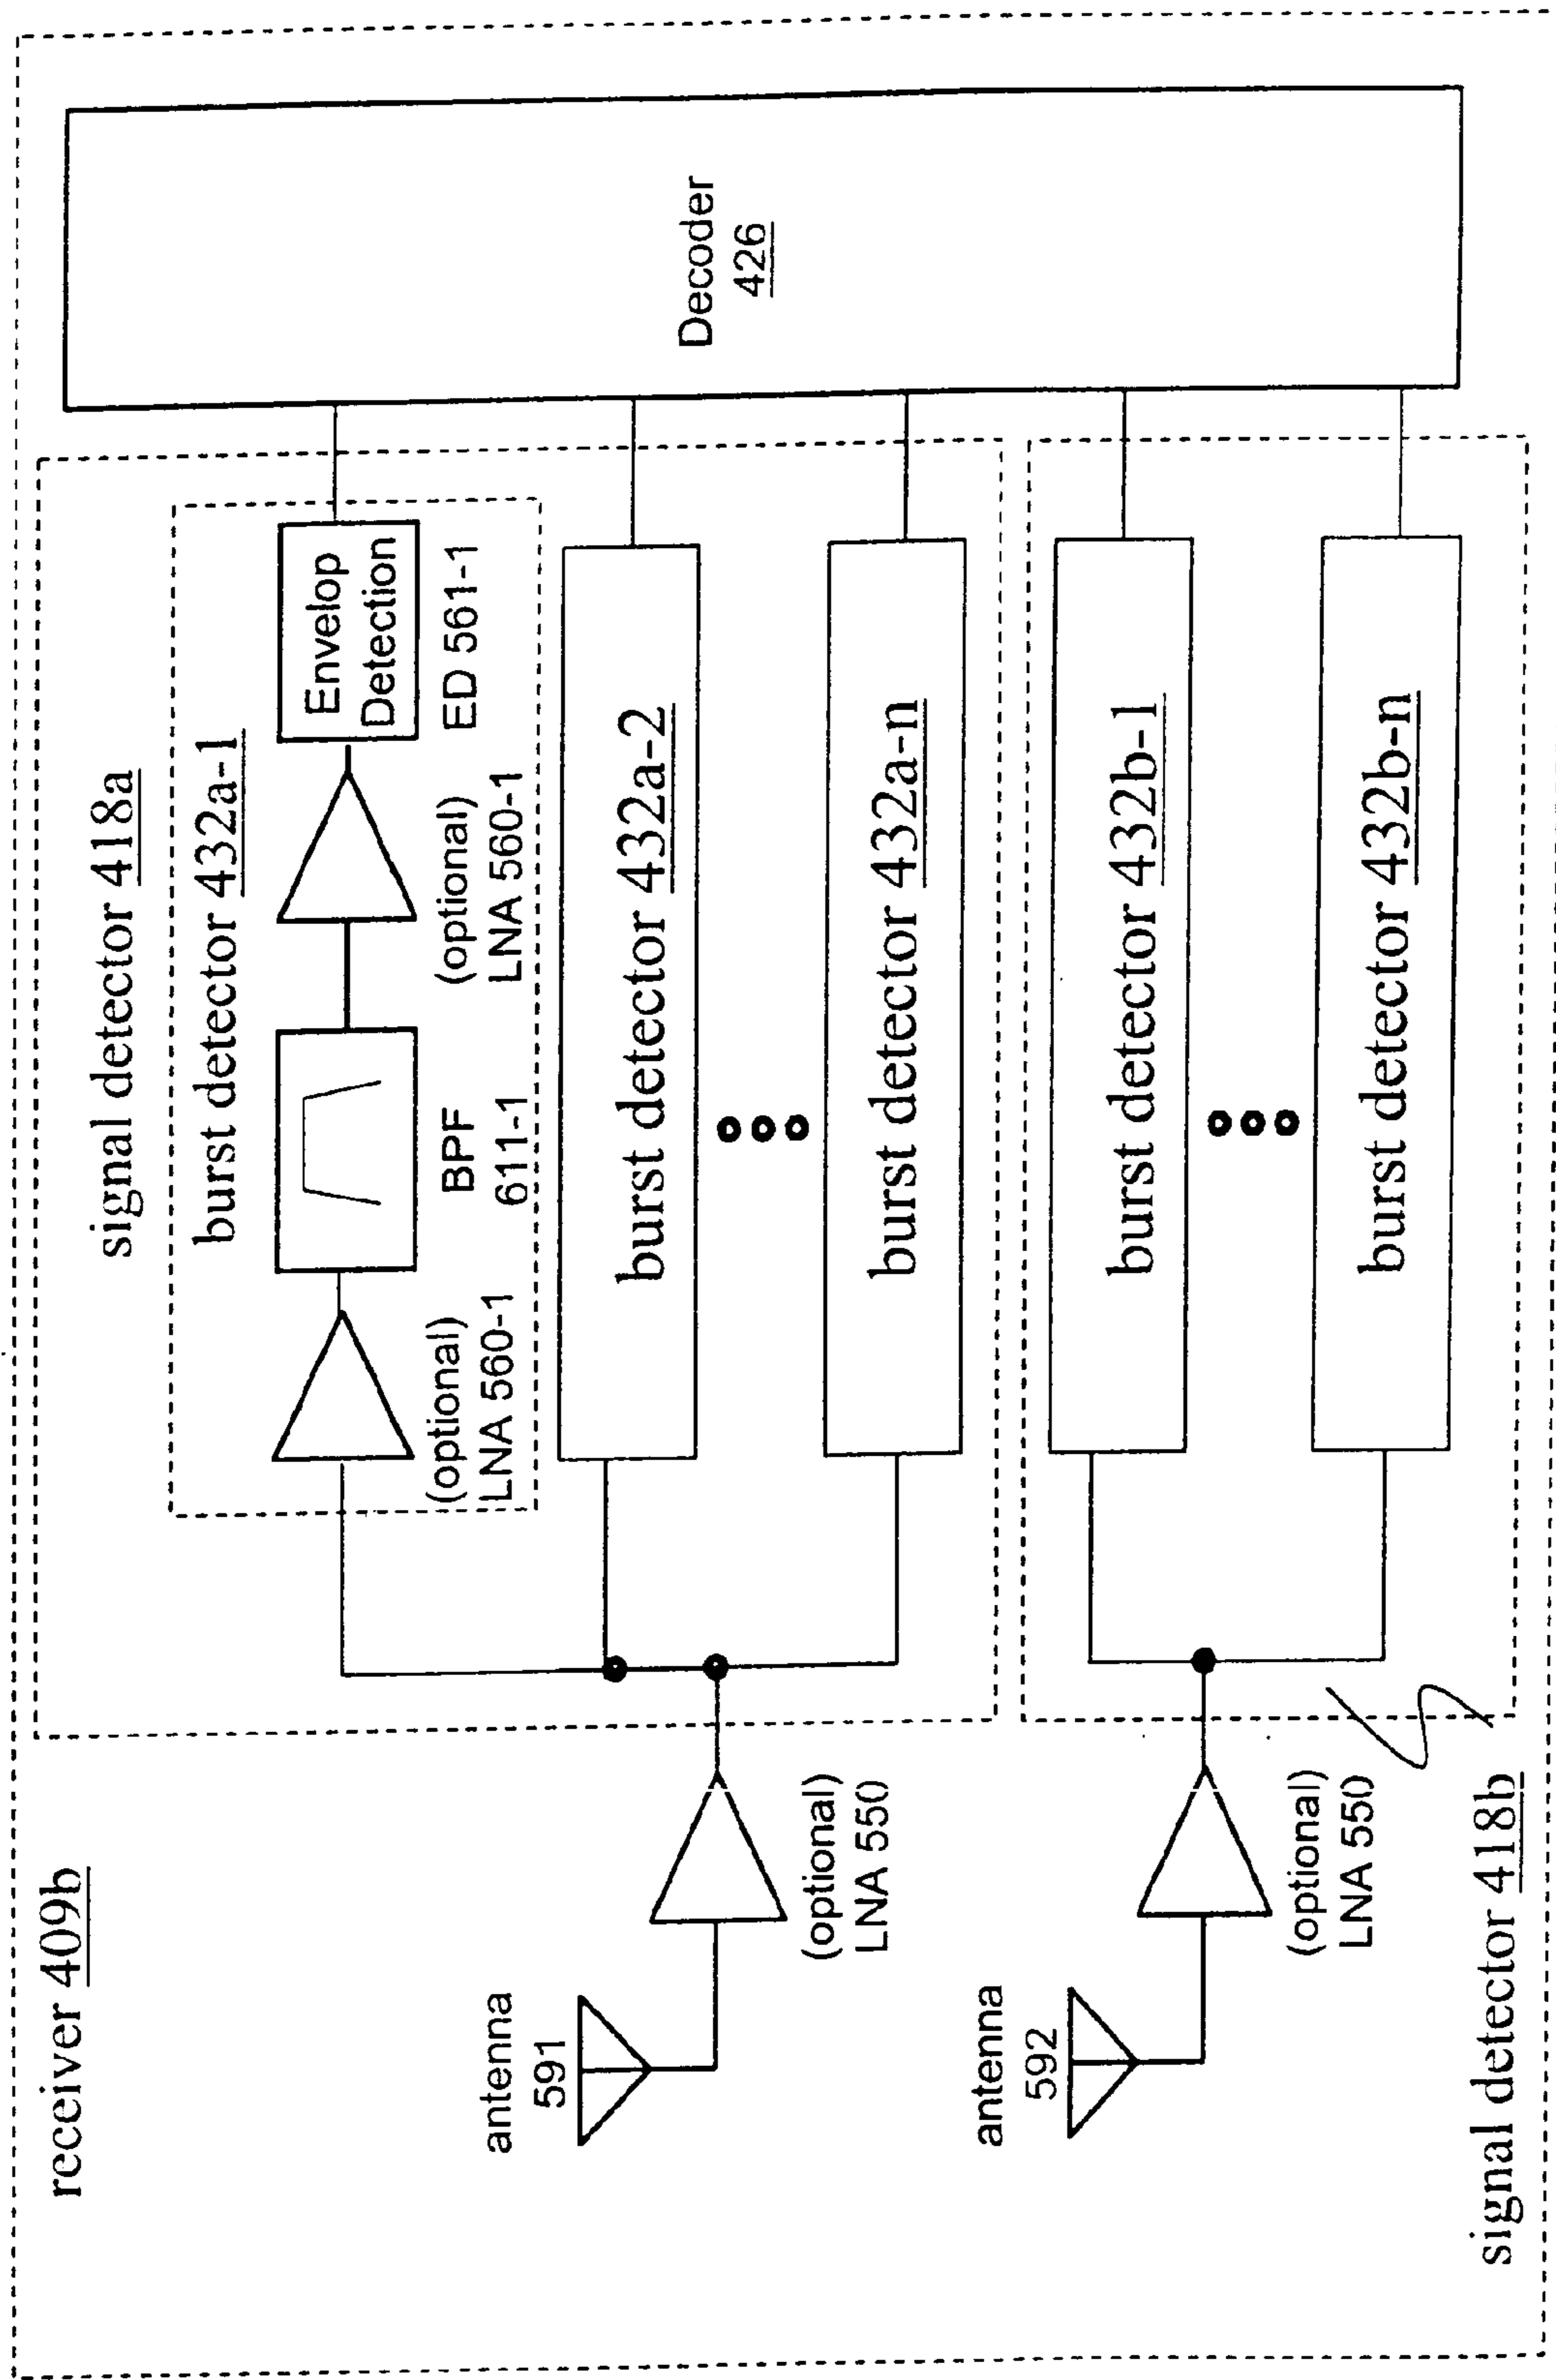 receiver 409b
signal detector 418a
burst detector 432a-1
(optional)
LNA 560-1
BPF
611-1
(optional)
LNA 560-1
Envelop
Detection
ED 561-1
burst detector 432a-2
burst detector 432a-n
antenna
591
(optional)
LNA 550
burst detector 432b-1
burst detector 432b-n
antenna
592
(optional)
LNA 550
signal detector 418b
Decoder
426